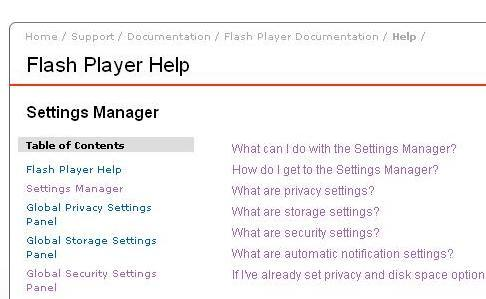 Home / Support / Documentation / Flash Player Documentation / Help /
Flash Player Help
Settings Manager
Table of Contents
Flash Player Help
Settings Manager
Global Privacy Settings
Panel
Global Storage Settings
Panel
Global Security Settings
Panel
What can I do with the Settings Manager?
How do I get to the Settings Manager?
What are privacy settings?
What are storage settings?
What are security settings?
What are automatic notification settings?
If I've already set privacy and disk space option